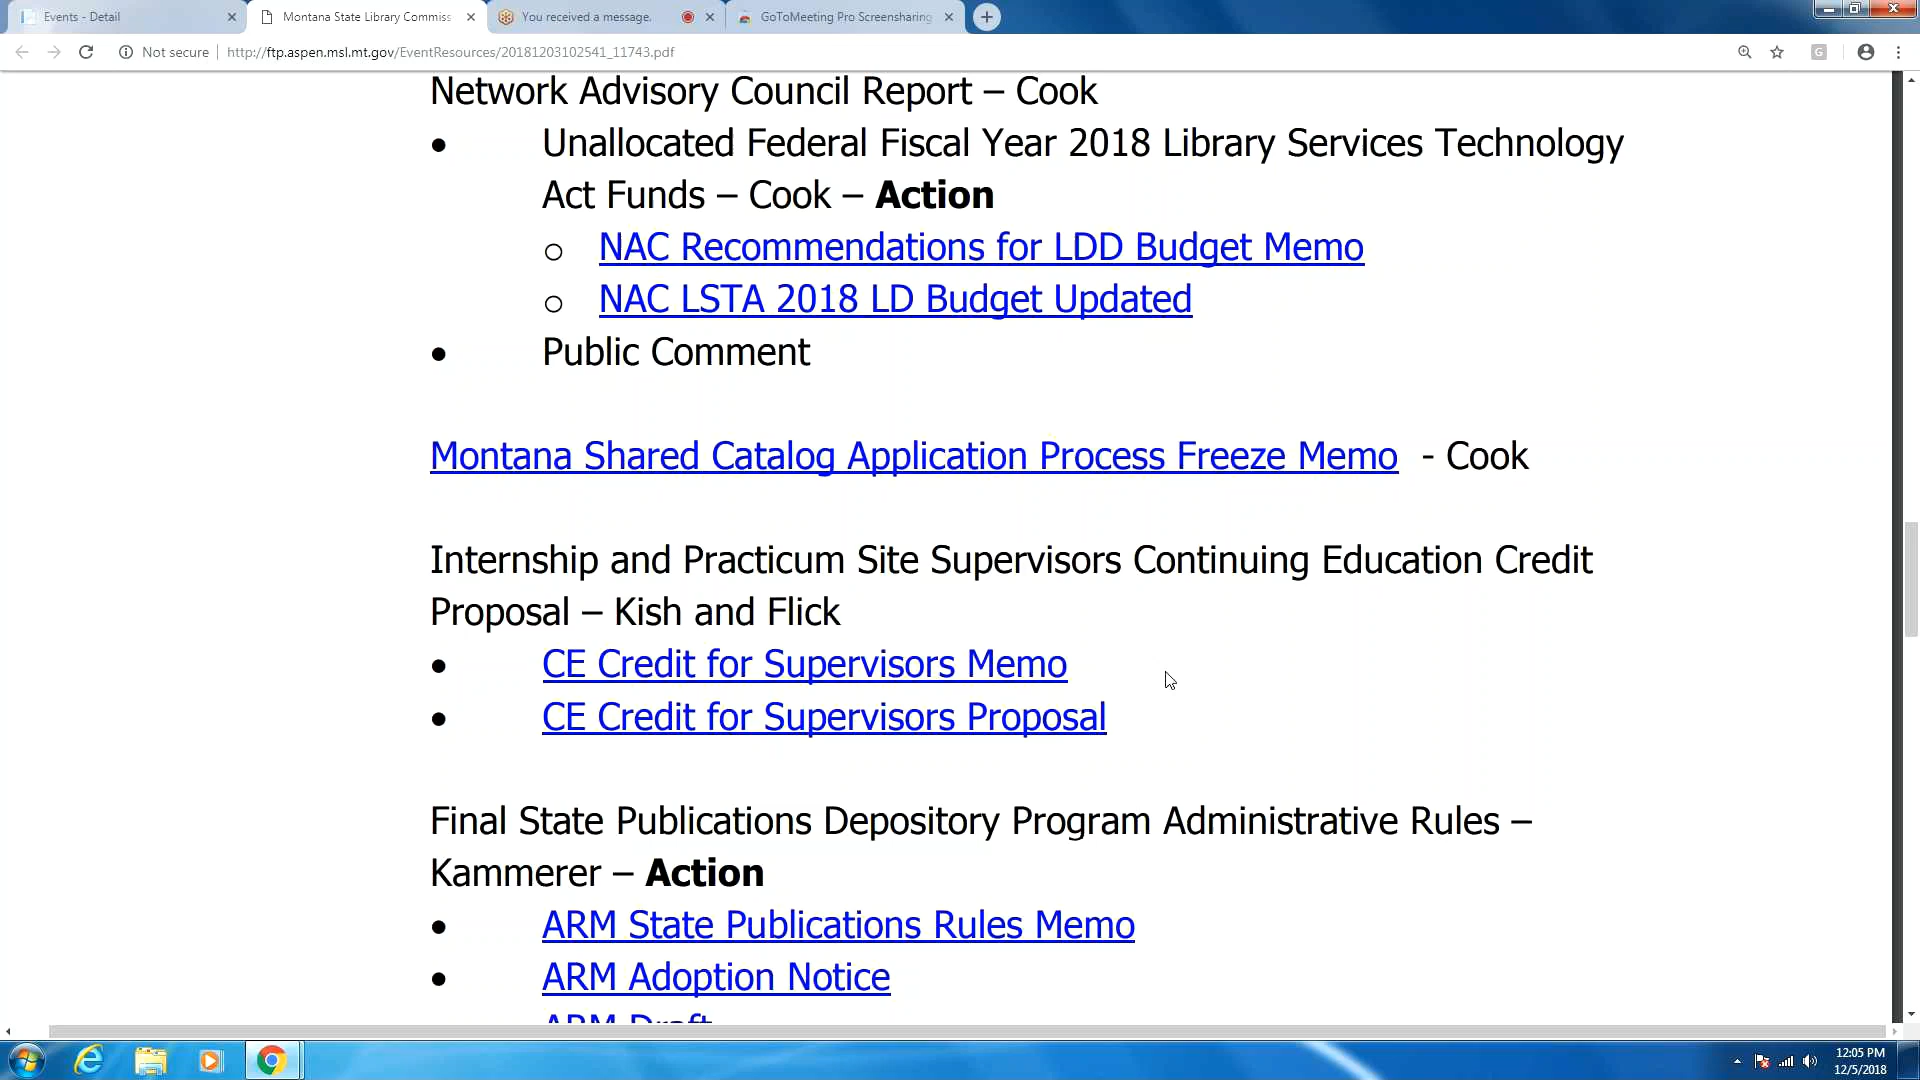 Events - Detail
Montana State Library Commiss
You received a message.
GoToMeeting Pro Screensharing
Not secure | http://ftp.aspen.msl.mt.gov/EventResources/20181203102541_11743.pdf
G
Network Advisory Council Report – Cook
• Unallocated Federal Fiscal Year 2018 Library Services Technology
Act Funds – Cook – Action
o NAC Recommendations for LDD Budget Memo
o NAC LSTA 2018 LD Budget Updated
• Public Comment
Montana Shared Catalog Application Process Freeze Memo - Cook
Internship and Practicum Site Supervisors Continuing Education Credit
Proposal – Kish and Flick
• CE Credit for Supervisors Memo
• CE Credit for Supervisors Proposal
Final State Publications Depository Program Administrative Rules –
Kammerer – Action
• ARM State Publications Rules Memo
• ARM Adoption Notice
ARM Draft
12:05 PM
12/5/2018